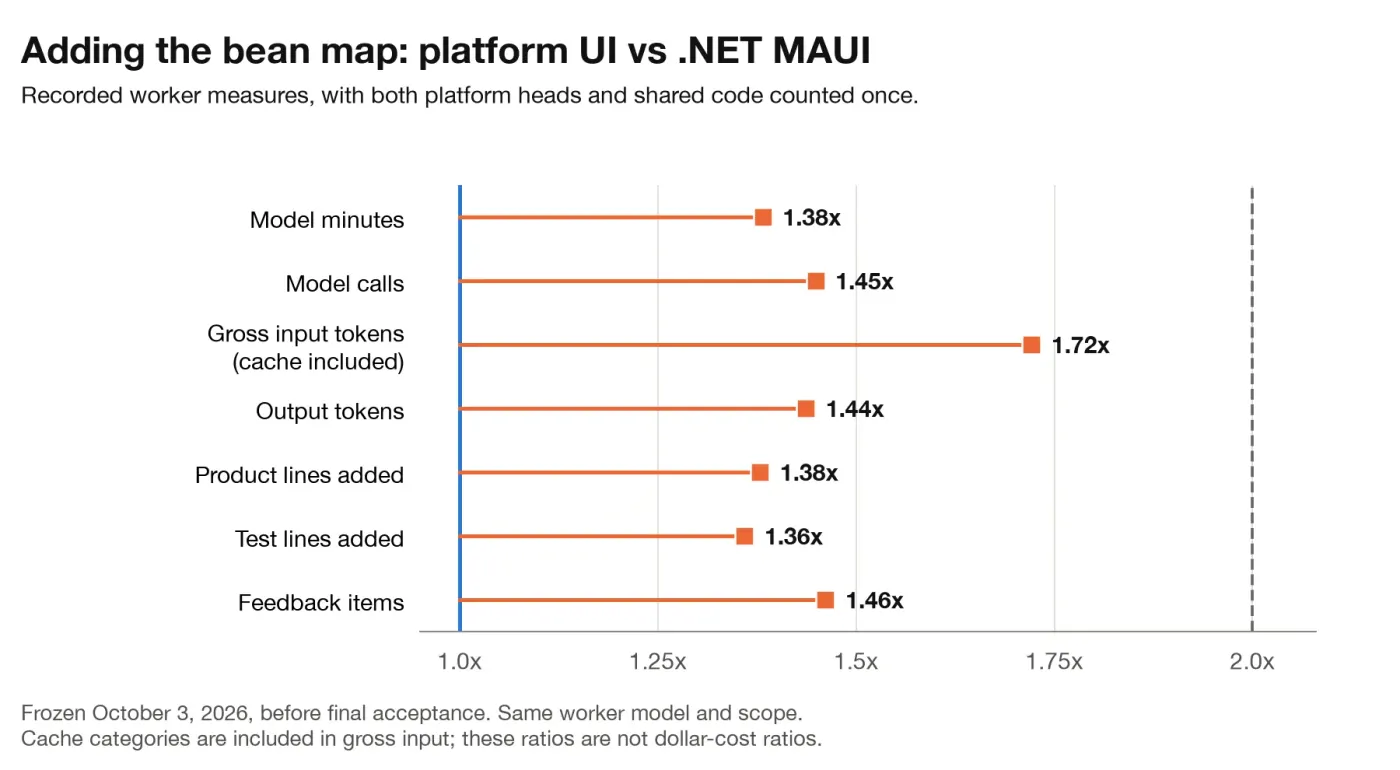 Adding the bean map: platform UI vs .NET MAUI
Recorded worker measures, with both platform heads and shared code counted once.
Model minutes
1.38x
Model calls
1.45x
Gross input tokens
(cache included)
1.72x
Output tokens
1.44x
Product lines added
1.38x
Test lines added
1.36x
Feedback items
1.46x
1.0x
1.25x
1.5x
1.75x
2.0x
Frozen October 3, 2026, before final acceptance. Same worker model and scope.
Cache categories are included in gross input; these ratios are not dollar-cost ratios.